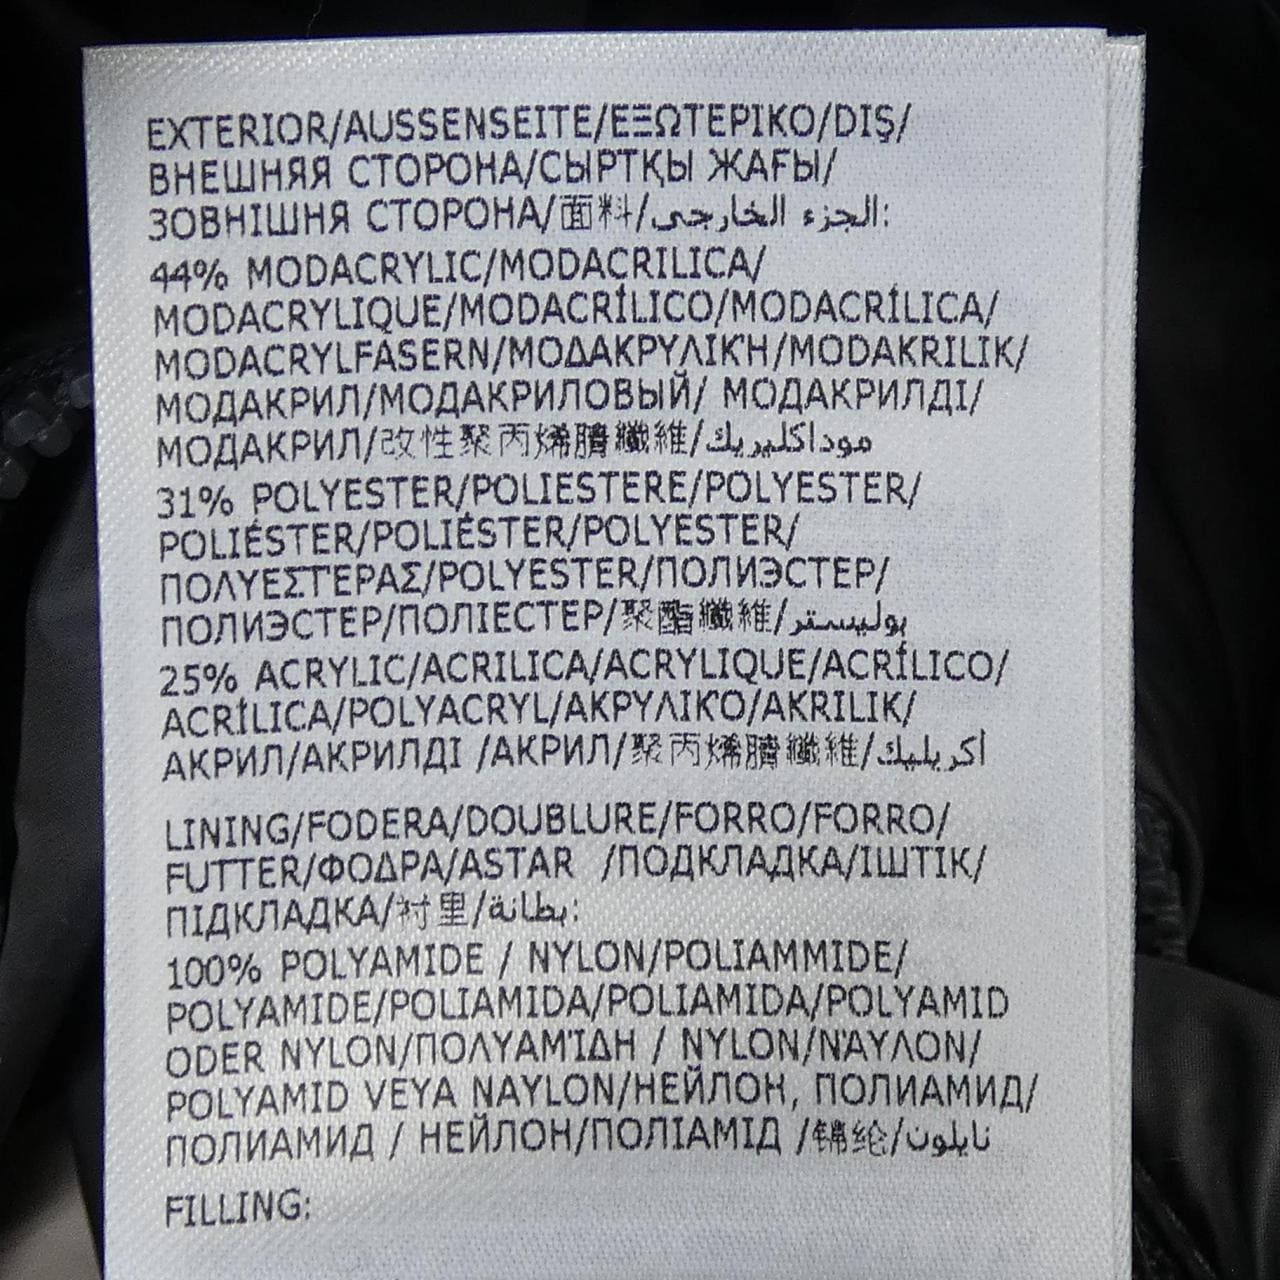 EXTERIOR/AUSSENSEITE/ΕΞΩΤΕΡΙΚΟ/DIŞ/
ВНЕШНЯЯ СТОРОНА/СЫРТҚЫ ЖАҒЫ/
ЗОВНІШНЯ СТОРОНА/面料/الجزء الخارجى:
44% MODACRYLIC/MODACRILICA/
MODACRYLIQUE/MODACRÍLICO/MODACRÍLICA/
MODACRYLFASERN/ΜΟΔΑΚΡΥΛΙΚΉ/MODAKRILIK/
МОДАКРИЛ/МОДАКРИЛОВЫЙ/ МОДАКРИЛДІ/
МОДАКРИЛ/改性聚丙烯腈纖維/موداكليريك
31% POLYESTER/POLIESTERE/POLYESTER/
POLIÉSTER/POLIÉSTER/POLYESTER/
ΠΟΛΥΕΣΤΈΡΑΣ/POLYESTER/ПОЛИЭСТЕР/
ПОЛИЭСТЕР/ПОЛІЕСТЕР/聚酯纖維/بوليستر
25% ACRYLIC/ACRILICA/ACRYLIQUE/ACRÍLICO/
ACRÍLICA/POLYACRYL/ΑΚΡΥΛΙΚΌ/AKRILIK/
АКРИЛ/АКРИЛДІ /АКРИЛ/聚丙烯腈纖維/أكريليك
LINING/FODERA/DOUBLURE/FORRO/FORRO/
FUTTER/ΦΟΔΡΑ/ASTAR /ПОДКЛАДКА/ІШТІК/
ПІДКЛАДКА/衬里/بطانة:
100% POLYAMIDE / NYLON/POLIAMMIDE/
POLYAMIDE/POLIAMIDA/POLIAMIDA/POLYAMID
ODER NYLON/ΠΟΛΥΑΜΊΔΗ / NYLON/ΝΆΥΛΟΝ/
POLYAMID VEYA NAYLON/НЕЙЛОН, ПОЛИАМИД/
ПОЛИАМИД / НЕЙЛОН/ПОЛІАМІД /锦纶/نايلون
FILLING: